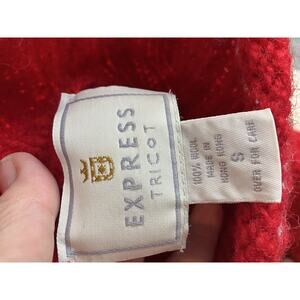 EXPRESS
TRICOT
100% WOOL
MADE IN
HONG KONG
S
OVER FOR CARE